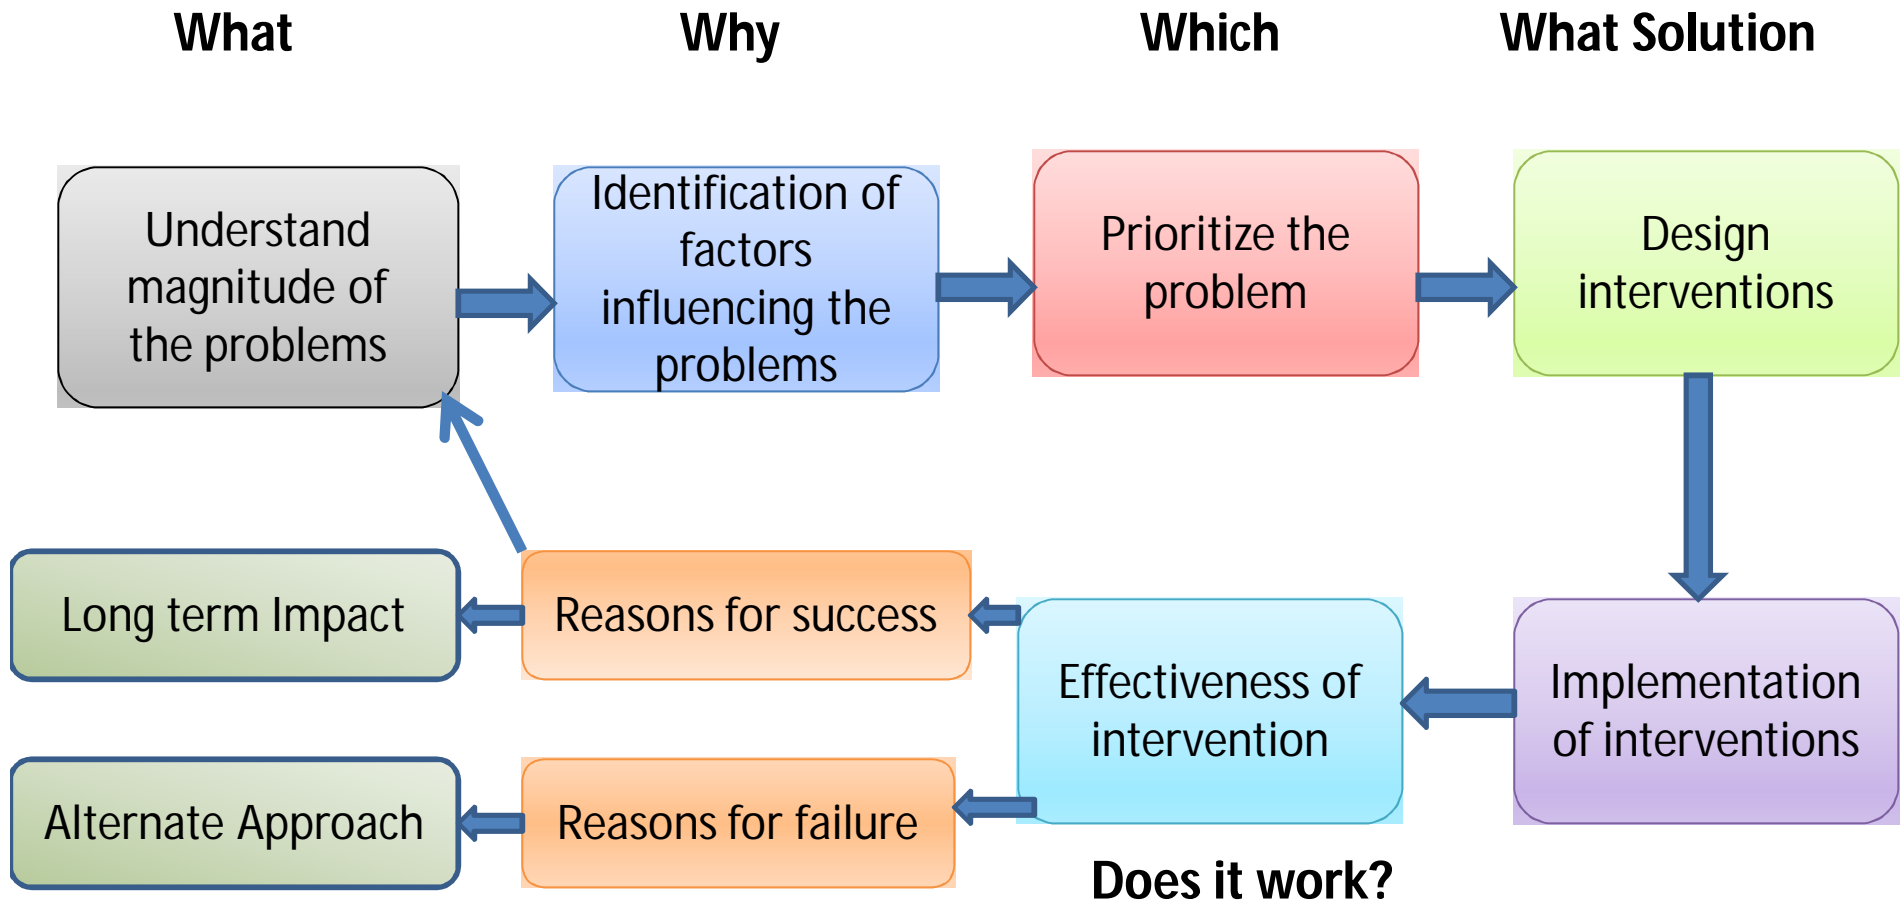 What
Why
Which
What Solution
Understand
magnitude of
the problems
Identification of
factors
influencing the
problems
Prioritize the
problem
Design
interventions
Long term Impact
Reasons for success
Effectiveness of
intervention
Implementation
of interventions
Alternate Approach
Reasons for failure
Does it work?